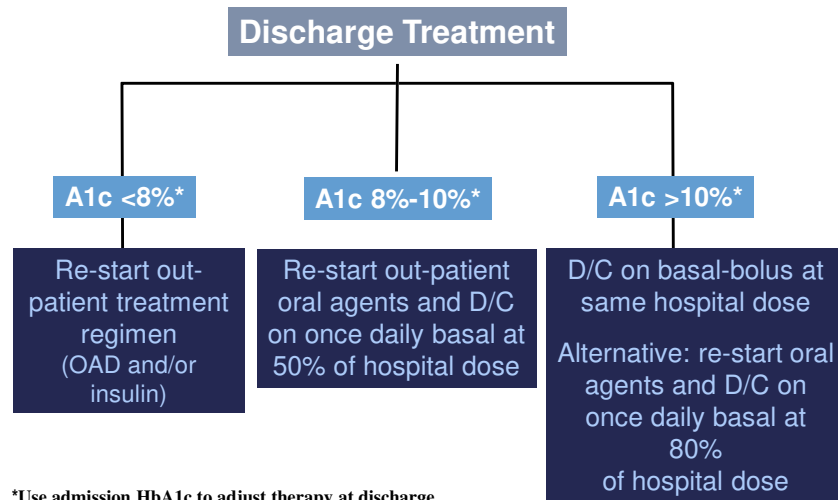 Discharge Treatment
A1c <8%*
A1c 8%-10%*
A1c >10%*
Re-start out-
patient treatment
regimen
(OAD and/or
insulin)
Re-start out-patient
oral agents and D/C
on once daily basal at
50% of hospital dose
D/C on basal-bolus at
same hospital dose
Alternative: re-start oral
agents and D/C on
once daily basal at
80%
of hospital dose
*Use admission HbA1c to adjust therapy at discharge